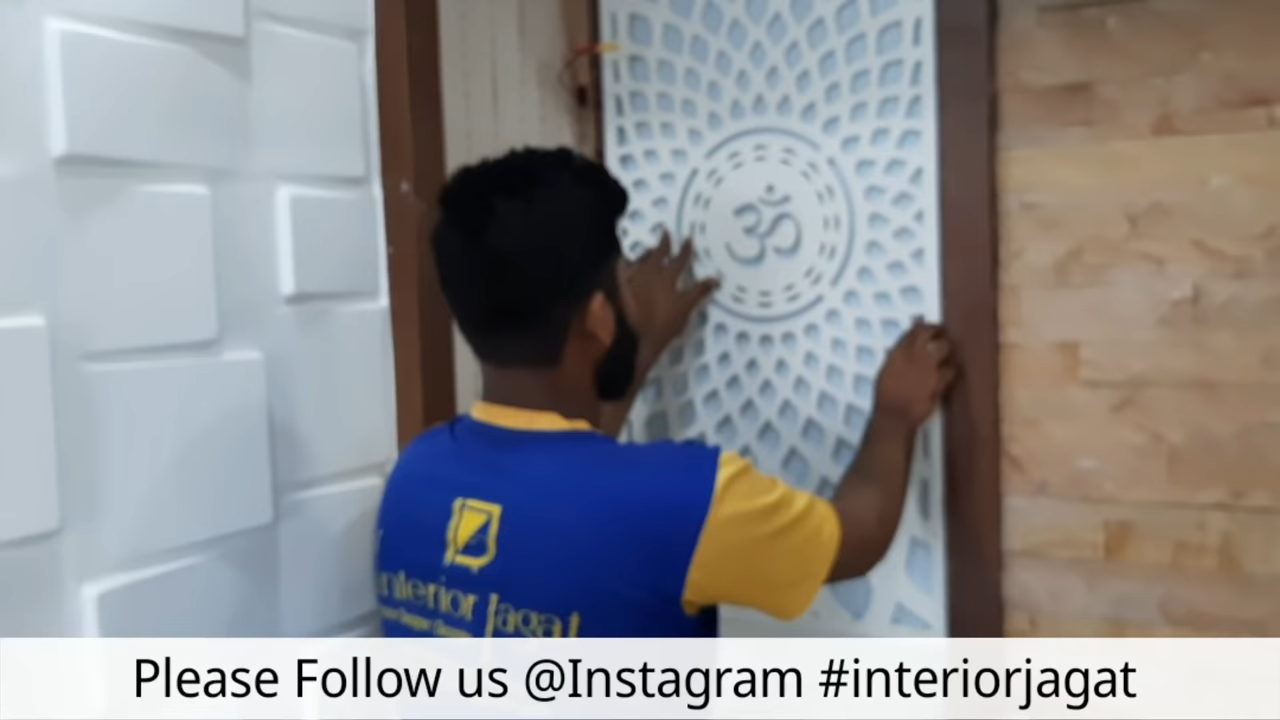 ॐ
Interior Jagat
Please Follow us @Instagram #interiorjagat